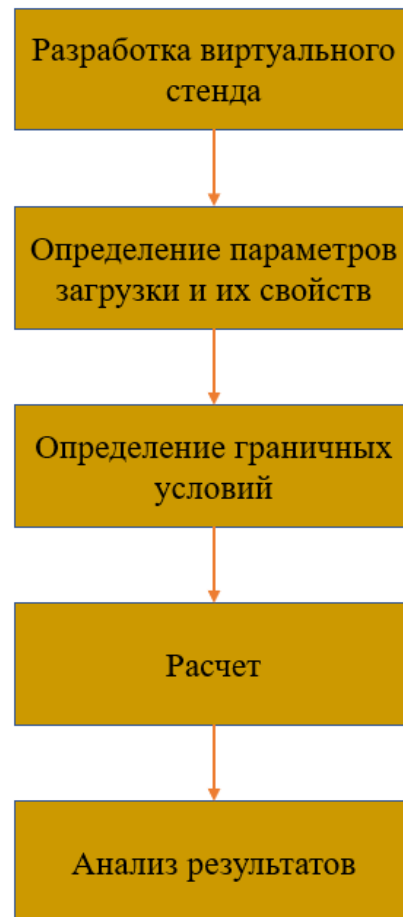 Разработка виртуального
стенда
Определение параметров
загрузки и их свойств
Определение граничных
условий
Расчет
Анализ результатов